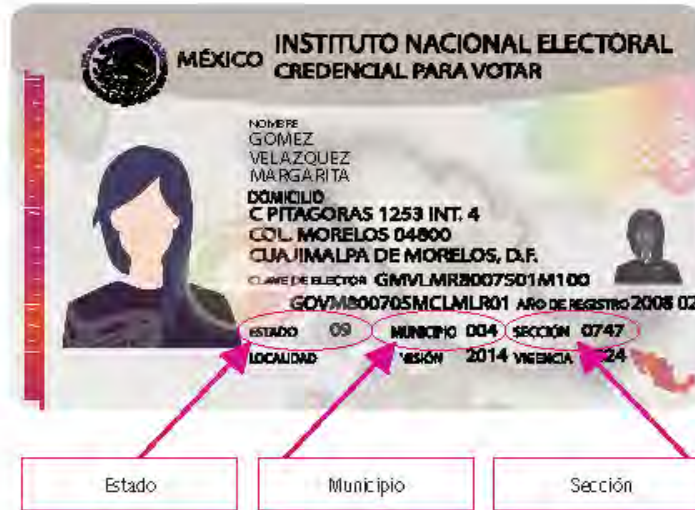 MÉXICO INSTITUTO NACIONAL ELECTORAL
CREDENCIAL PARA VOTAR
NOMBRE
GOMEZ
VELAZQUEZ
MARGARITA
DOMICILIO
C PITAGORAS 1253 INT. 4
COL. MORELOS 04800
CUAJIMALPA DE MORELOS, D.F.
CLAVE DE ELECTOR GMVLMR8007501M100
GOVM800705MCLMLR01 AÑO DE REGISTRO 2008 02
ESTADO 09 MUNICIPIO 004 SECCIÓN 0747
LOCALIDAD 2014 VIGENCIA
Estado Municipio Sección